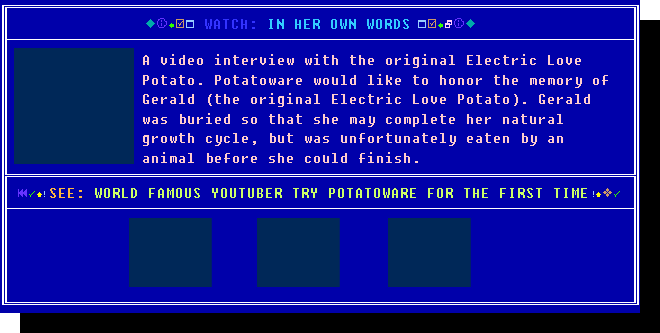 WATCH: IN HER OWN WORDS
A video interview with the original Electric Love
Potato. Potatoware would like to honor the memory of
Gerald (the original Electric Love Potato). Gerald
was buried so that she may complete her natural
growth cycle, but was unfortunately eaten by an
animal before she could finish.
SEE: WORLD FAMOUS YOUTUBER TRY POTATOWARE FOR THE FIRST TIME